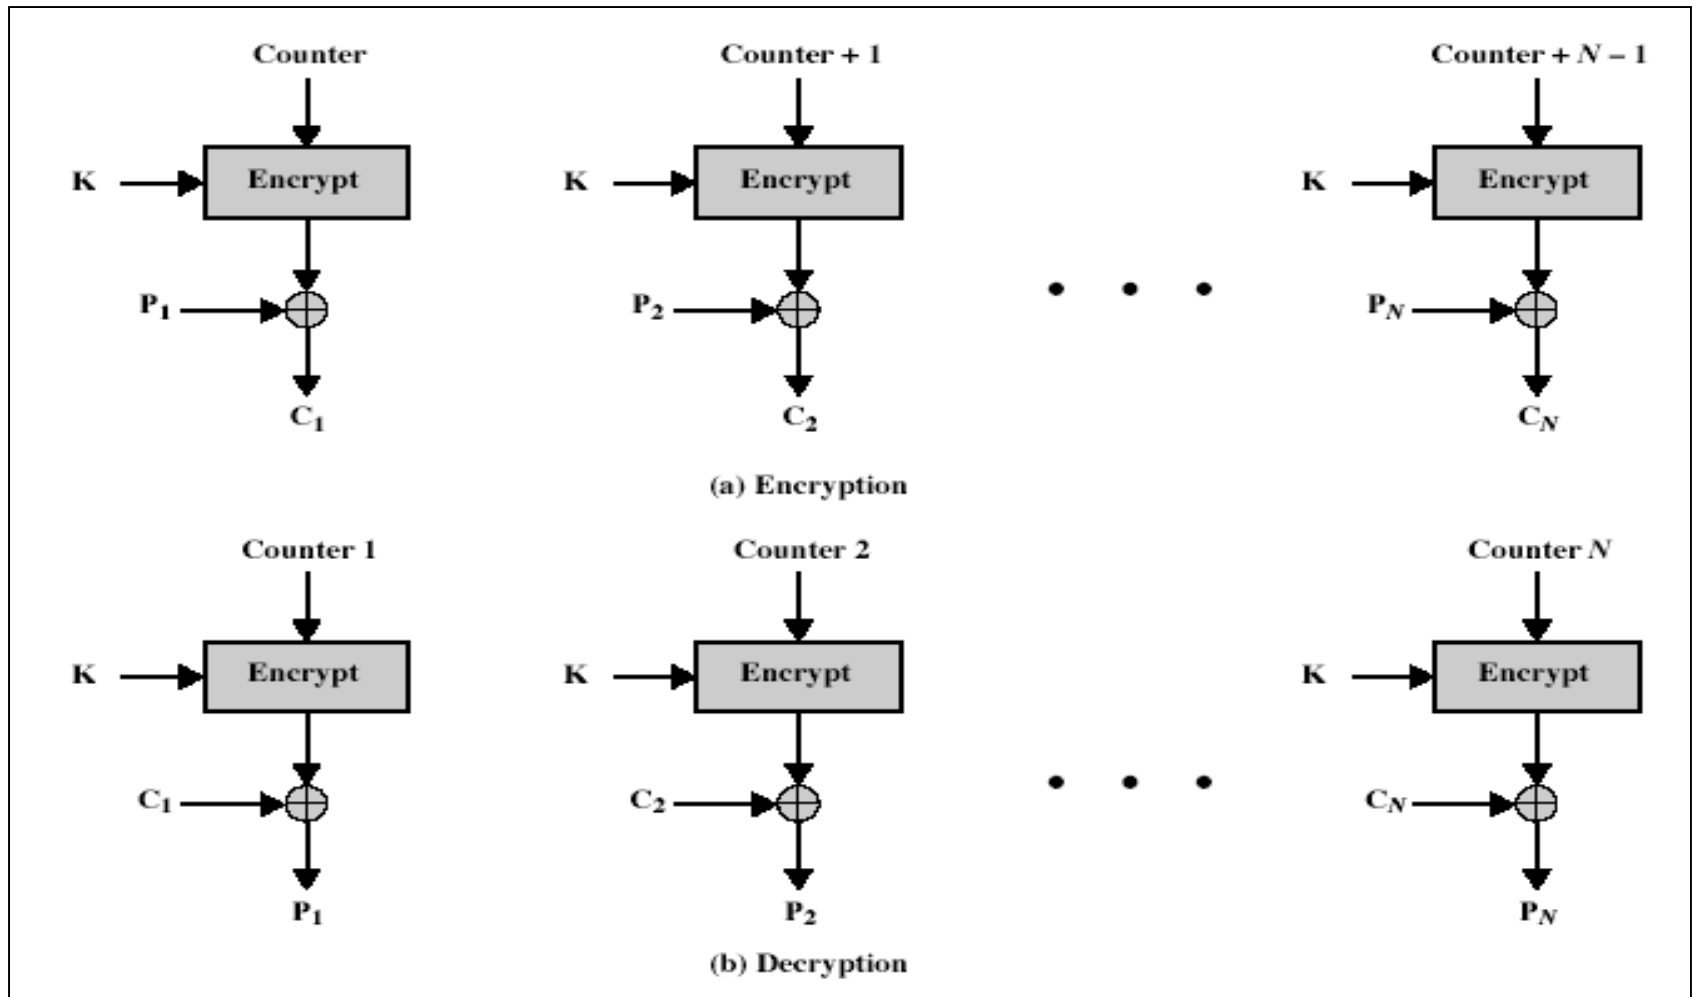 Counter Counter + 1 Counter + N – 1
K Encrypt K Encrypt K Encrypt
P1 P2 PN
C1 C2 CN
(a) Encryption
Counter 1 Counter 2 Counter N
K Encrypt K Encrypt K Encrypt
C1 C2 CN
P1 P2 PN
(b) Decryption